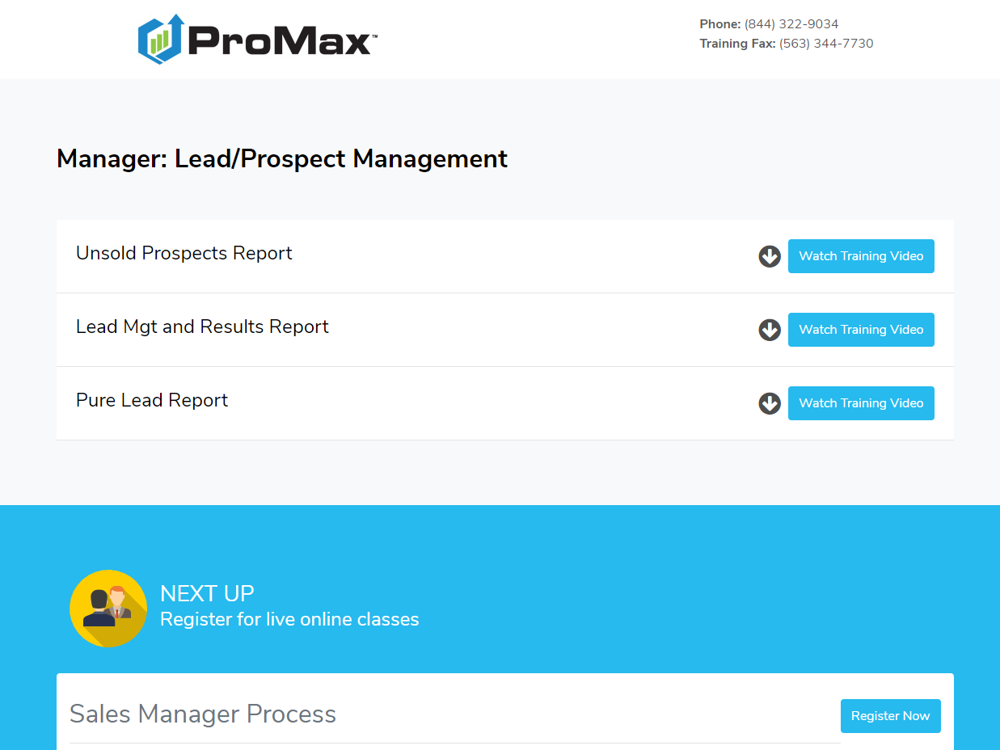 ProMax™
Phone: (844) 322-9034
Training Fax: (563) 344-7730
Manager: Lead/Prospect Management
Unsold Prospects Report
Watch Training Video
Lead Mgt and Results Report
Watch Training Video
Pure Lead Report
Watch Training Video
NEXT UP
Register for live online classes
Sales Manager Process
Register Now